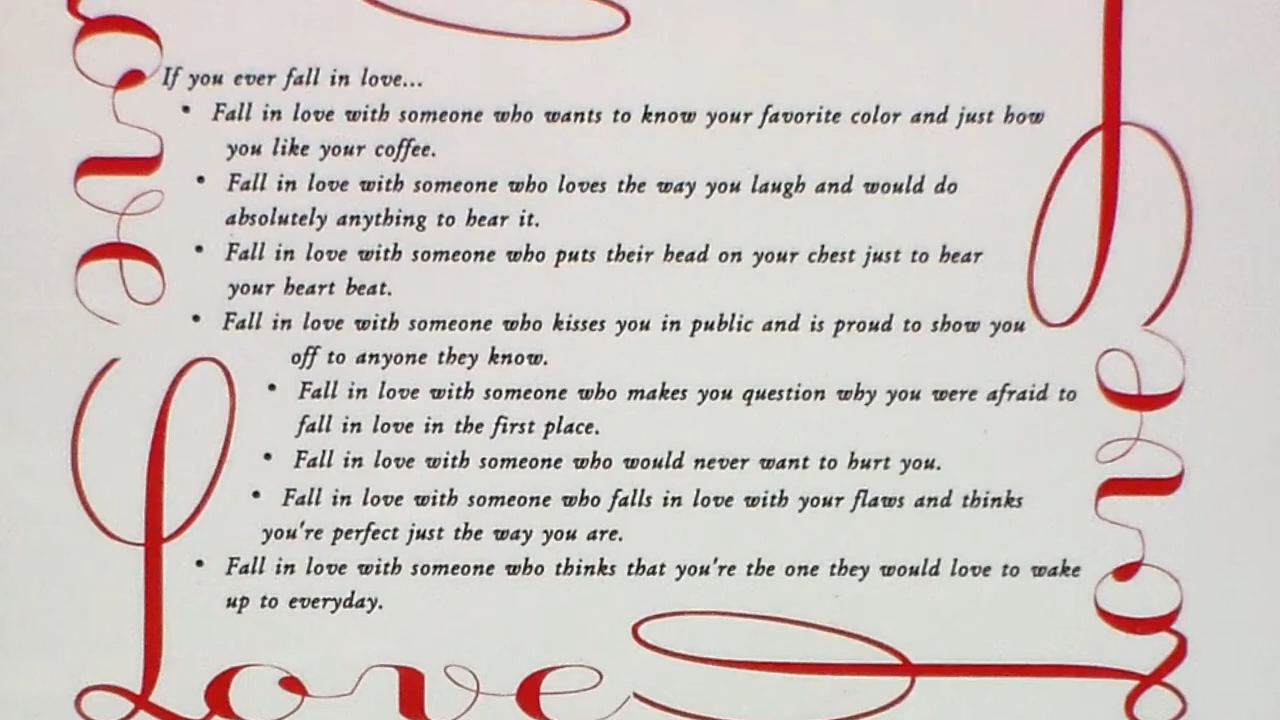 If you ever fall in love...
• Fall in love with someone who wants to know your favorite color and just how
you like your coffee.
• Fall in love with someone who loves the way you laugh and would do
absolutely anything to hear it.
• Fall in love with someone who puts their head on your chest just to hear
your heart beat.
• Fall in love with someone who kisses you in public and is proud to show you
off to anyone they know.
• Fall in love with someone who makes you question why you were afraid to
fall in love in the first place.
• Fall in love with someone who would never want to hurt you.
• Fall in love with someone who falls in love with your flaws and thinks
you're perfect just the way you are.
• Fall in love with someone who thinks that you're the one they would love to wake
up to everyday.
Love
Love
Love